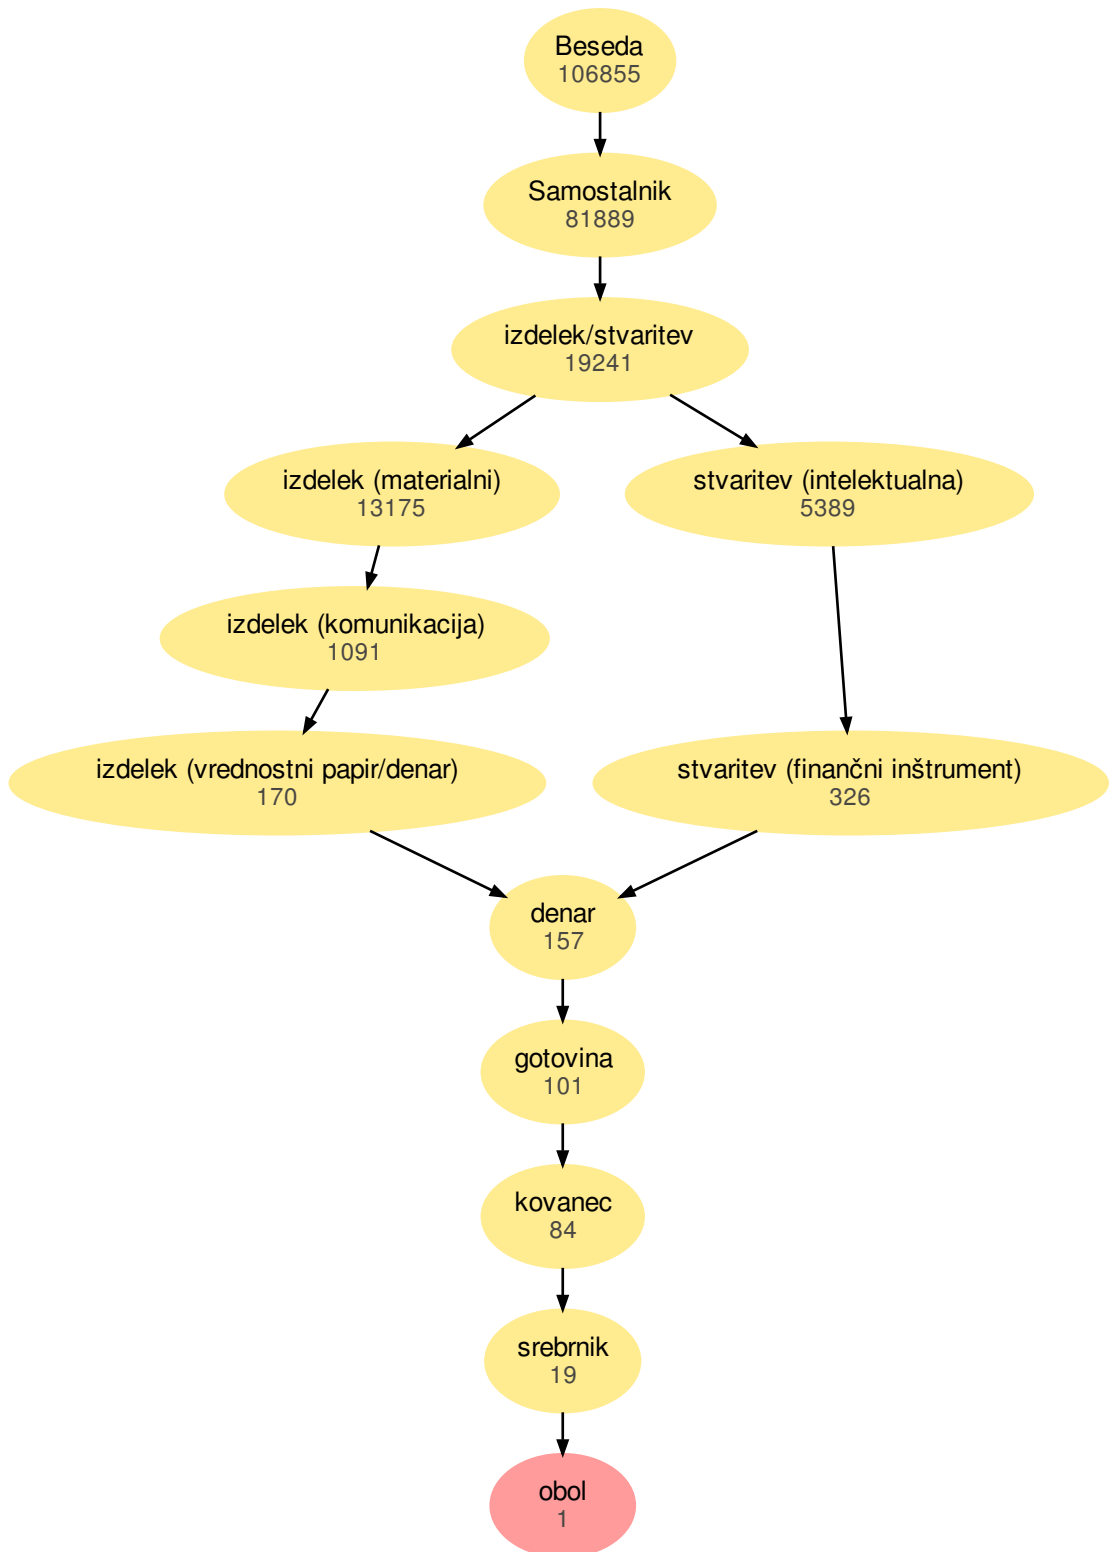 Beseda
106855
Samostalnik
81889
izdelek/stvaritev
19241
izdelek (materialni)
13175
stvaritev (intelektualna)
5389
izdelek (komunikacija)
1091
izdelek (vrednostni papir/denar)
170
stvaritev (finančni inštrument)
326
denar
157
gotovina
101
kovanec
84
srebrnik
19
obol
1